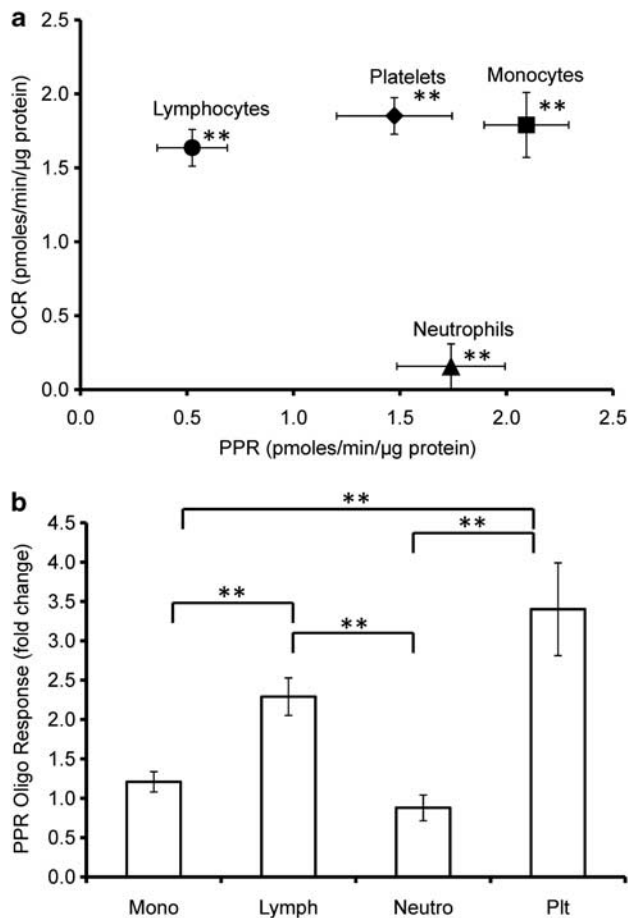 a
OCR (pmoles/min/µg protein)
2.5
2.0
1.5
1.0
0.5
0.0
Lymphocytes
**
Platelets
**
Monocytes
**
Neutrophils
**
0.0 0.5 1.0 1.5 2.0 2.5
PPR (pmoles/min/µg protein)
b
PPR Oligo Response (fold change)
4.5
4.0
3.5
3.0
2.5
2.0
1.5
1.0
0.5
0.0
**
**
**
**
Mono Lymph Neutro Plt